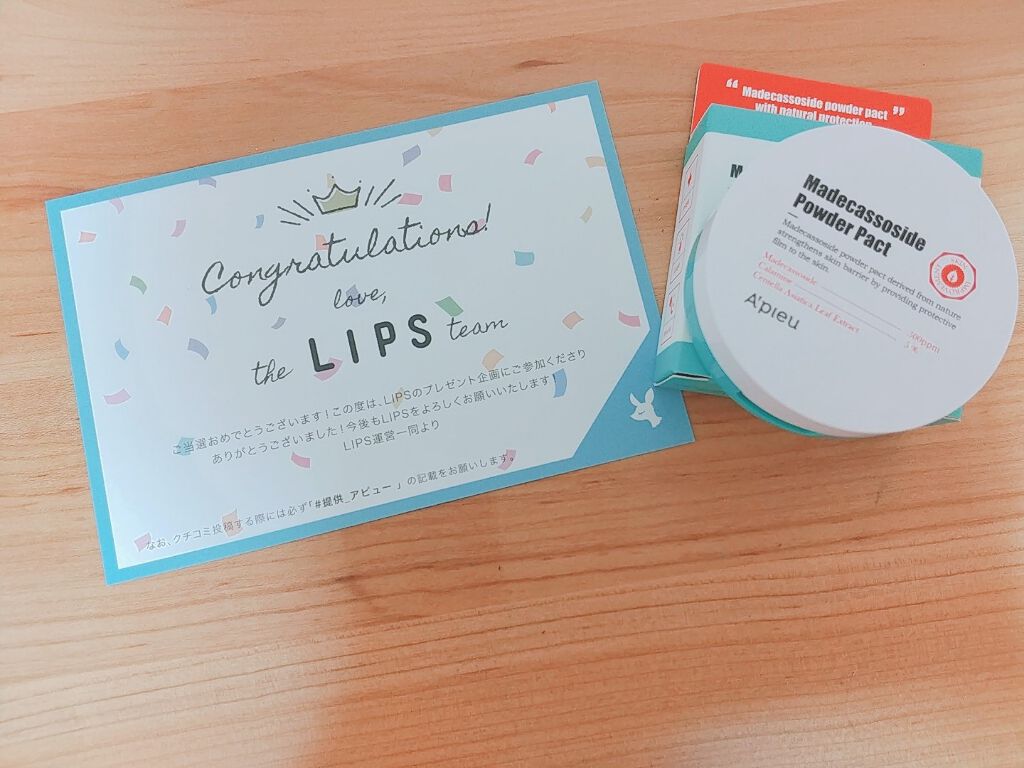 Congratulations!
love,
the LIPS team
ご当選おめでとうございます！この度は、LIPSのプレゼント企画にご参加くださり
ありがとうございました！今後もLIPSをよろしくお願いいたします！
LIPS運営一同より
なお、クチコミ投稿する際には必ず「#提供_アピュー 」の記載をお願いします。
“ Madecassoside powder pact ”
with natural protection
Madecassoside
Powder Pact
Madecassoside powder pact derived from nature
strengthens skin barrier by providing protective
film to the skin.
Madecassoside 500ppm
Calamine
Centella Asiatica Leaf Extract 5%
A'PIEU